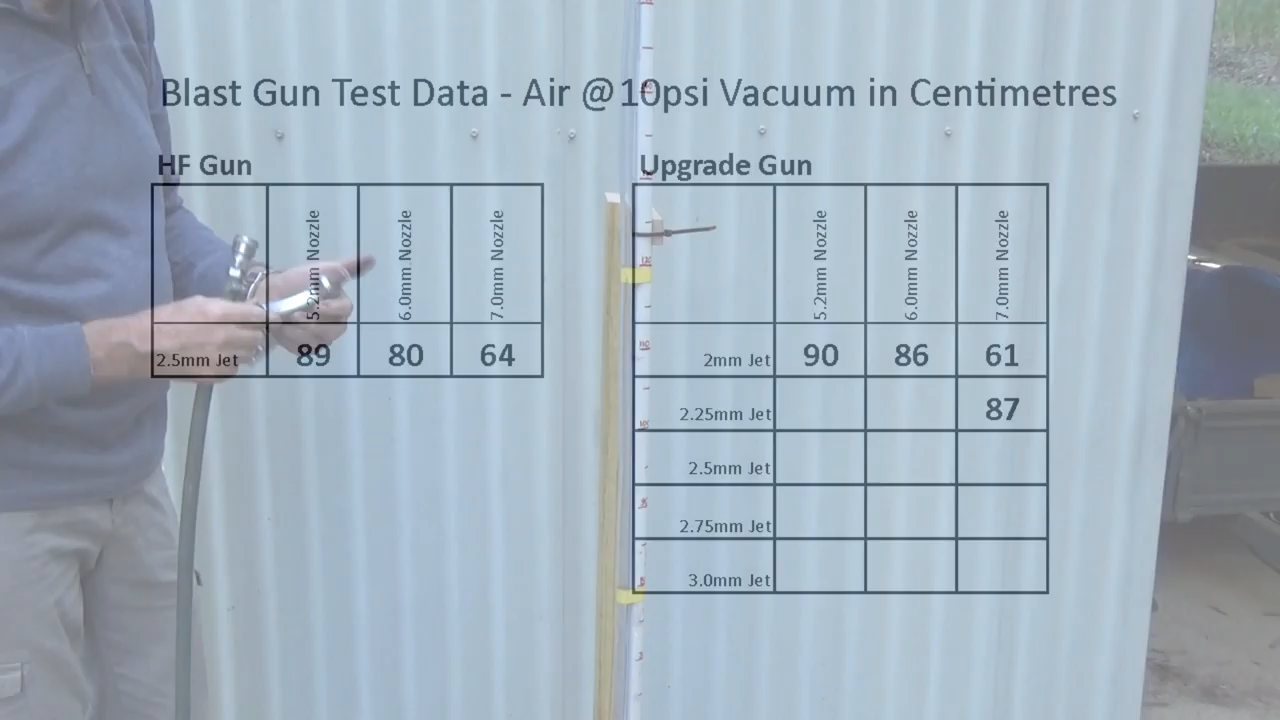 Blast Gun Test Data - Air @10psi Vacuum in Centimetres
HF Gun
5.2mm Nozzle 6.0mm Nozzle 7.0mm Nozzle
2.5mm Jet 89 80 64
Upgrade Gun
5.2mm Nozzle 6.0mm Nozzle 7.0mm Nozzle
2mm Jet 90 86 61
2.25mm Jet 87
2.5mm Jet
2.75mm Jet
3.0mm Jet